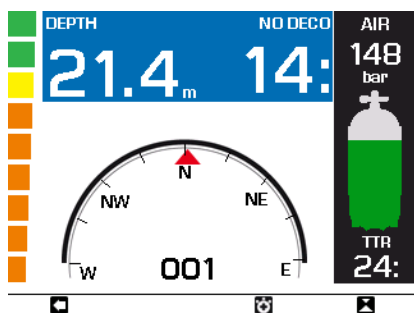 DEPTH NO DECO AIR
21.4m 14: 148
bar
N
NW NE
W 001 E
TTR
24: